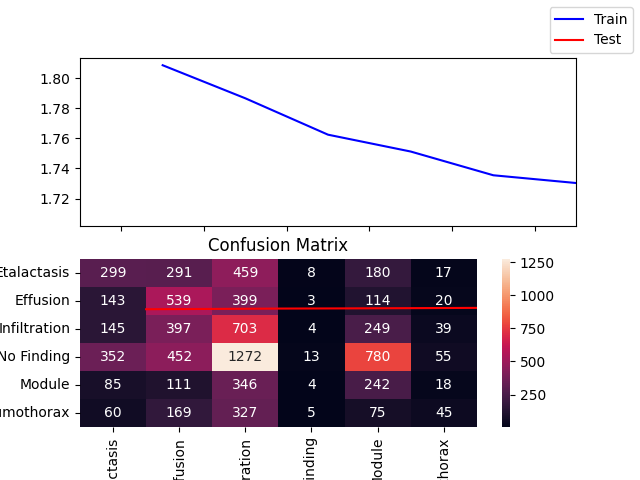 Train
Test
1.80
1.78
1.76
1.74
1.72
Confusion Matrix
Etalactasis 299 291 459 8 180 17
Effusion 143 539 399 3 114 20
Infiltration 145 397 703 4 249 39
No Finding 352 452 1272 13 780 55
Module 85 111 346 4 242 18
umothorax 60 169 327 5 75 45
ctasis
fusion
ration
inding
Module
horax
1250
1000
750
500
250